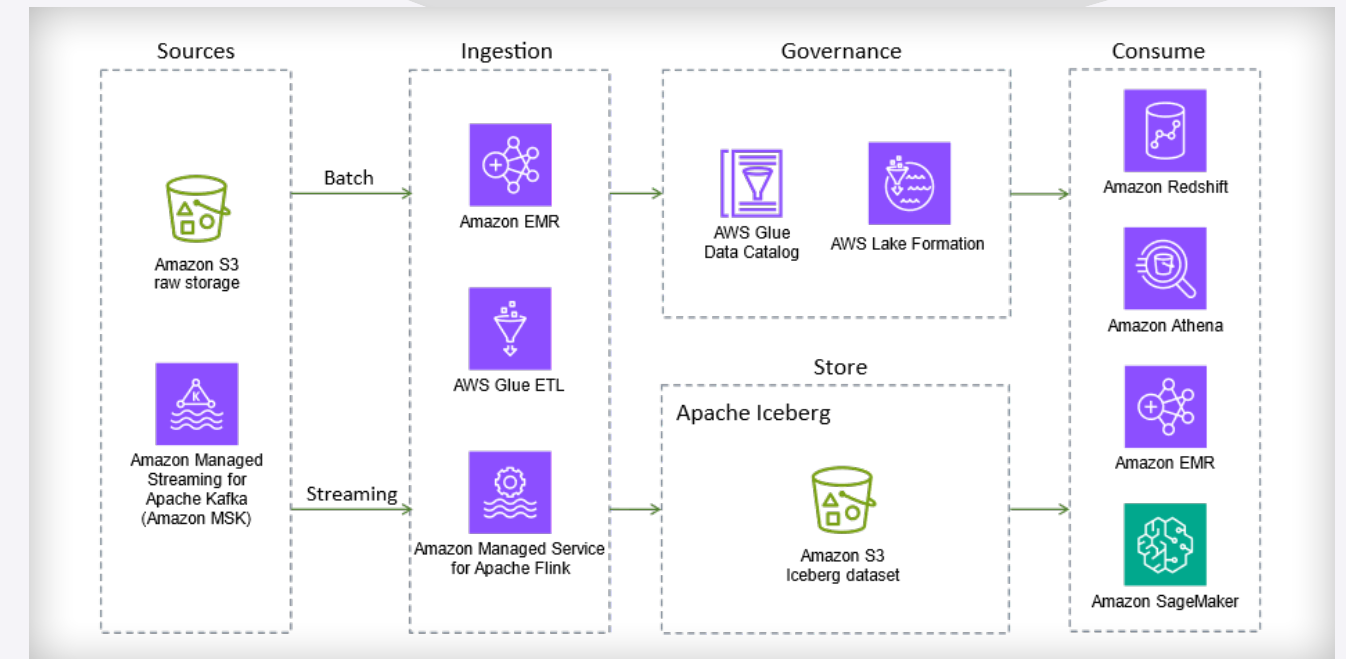 Sources
Ingestion
Governance
Consume
Batch
Streaming
Amazon S3
raw storage
Amazon Managed
Streaming for
Apache Kafka
(Amazon MSK)
Amazon EMR
AWS Glue ETL
Amazon Managed Service
for Apache Flink
AWS Glue
Data Catalog
AWS Lake Formation
Store
Apache Iceberg
Amazon S3
Iceberg dataset
Amazon Redshift
Amazon Athena
Amazon EMR
Amazon SageMaker